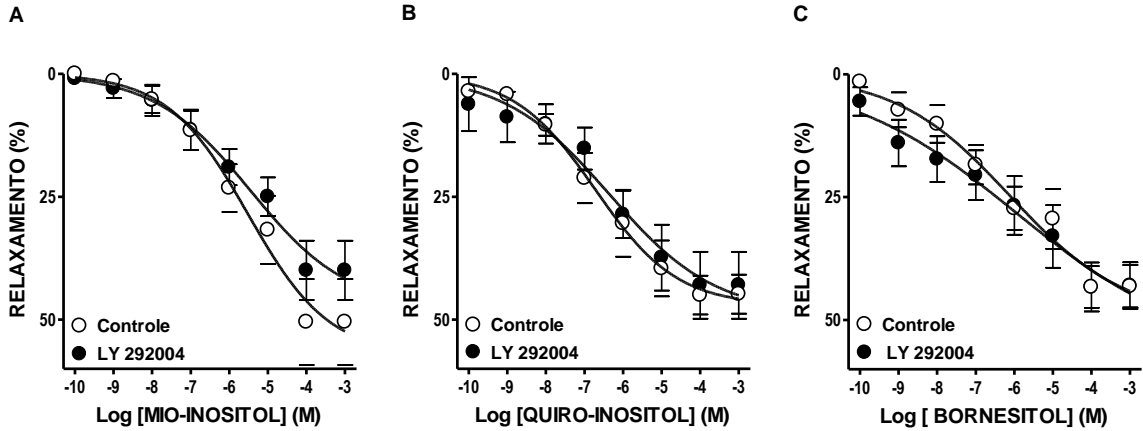 A
RELAXAMENTO (%)
0
25
50
Controle
LY 292004
-10 -9 -8 -7 -6 -5 -4 -3
Log [MIO-INOSITOL] (M)
B
RELAXAMENTO (%)
0
25
50
Controle
LY 292004
-10 -9 -8 -7 -6 -5 -4 -3
Log [QUIRO-INOSITOL] (M)
C
RELAXAMENTO (%)
0
25
50
Controle
LY 292004
-10 -9 -8 -7 -6 -5 -4 -3
Log [ BORNESITOL] (M)